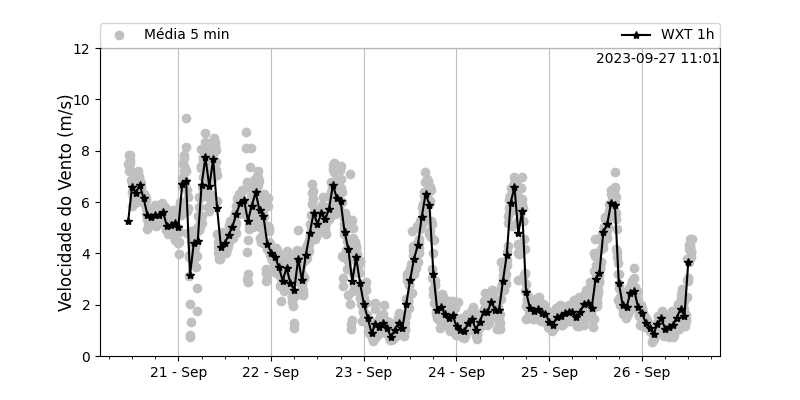 Média 5 min
WXT 1h
2023-09-27 11:01
Velocidade do Vento (m/s)
12
10
8
6
4
2
0
21 - Sep
22 - Sep
23 - Sep
24 - Sep
25 - Sep
26 - Sep